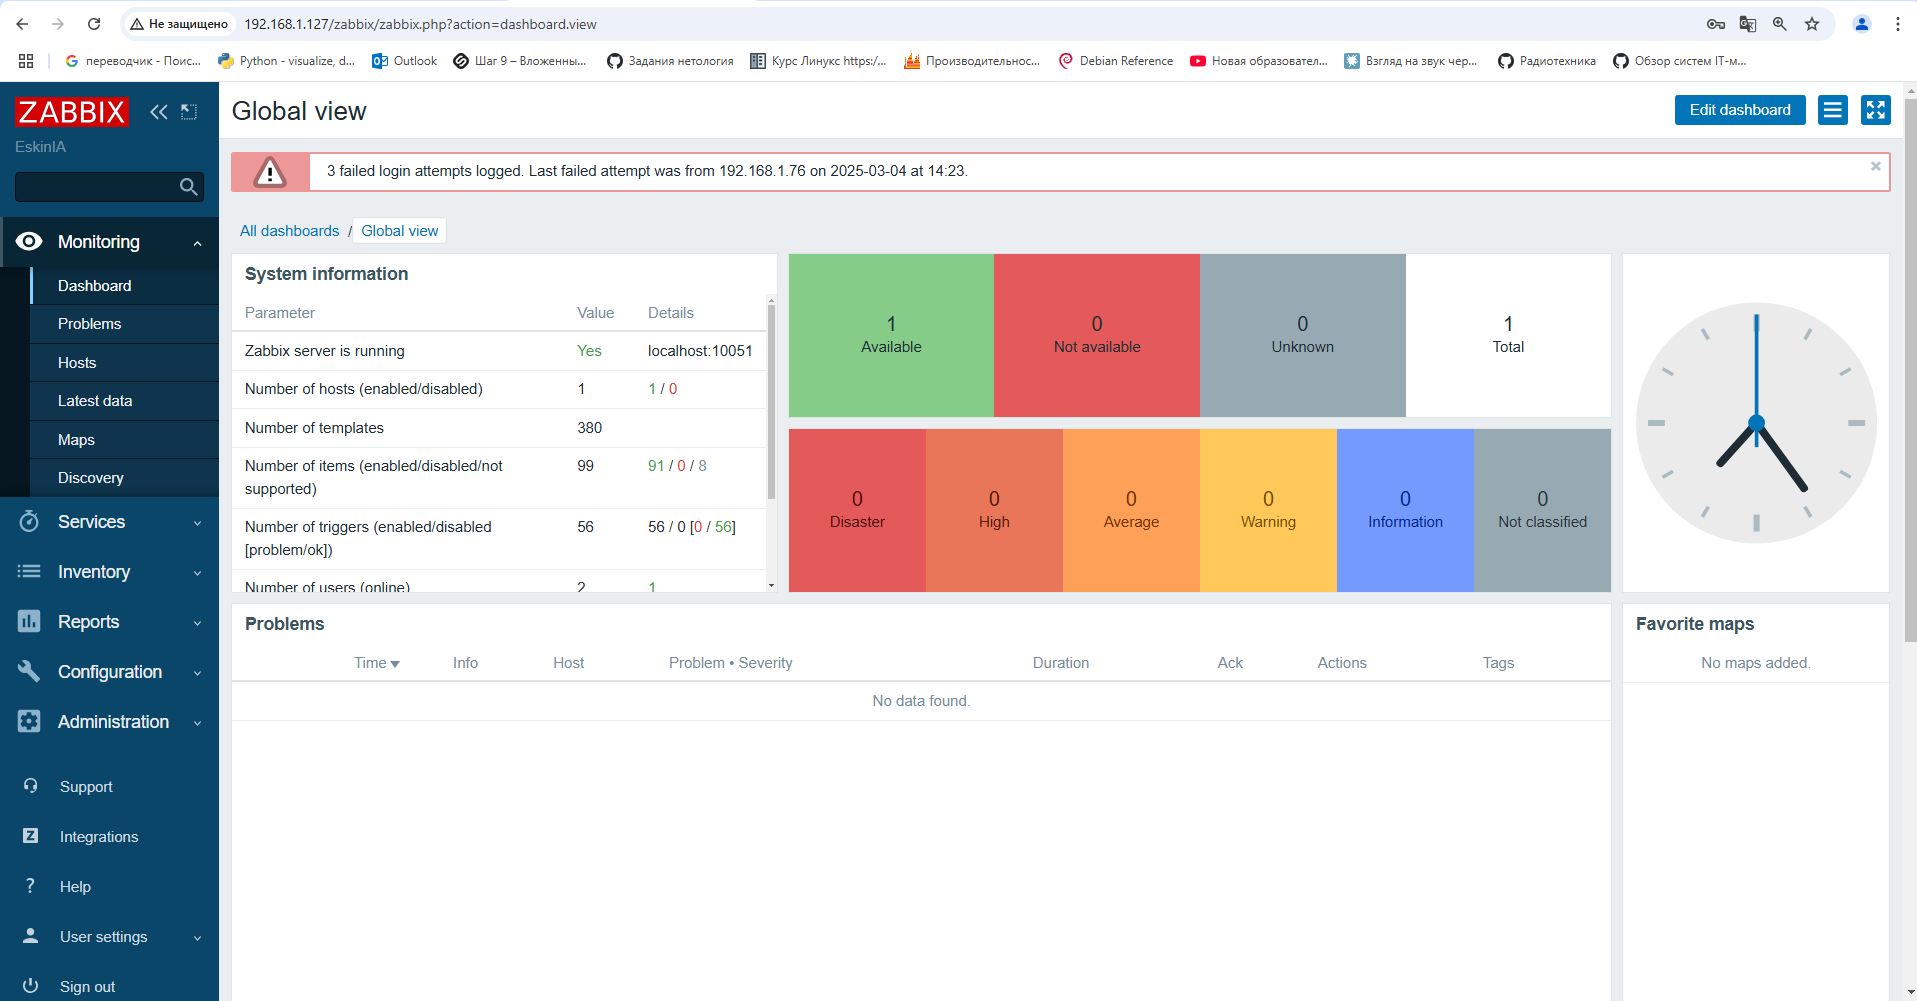 Не защищено
192.168.1.127/zabbix/zabbix.php?action=dashboard.view
переводчик - Поис...
Python - visualize, d...
Outlook
Шаг 9 – Вложенны...
Задания нетология
Курс Линукс https:/...
Производительнос...
Debian Reference
Новая образовател...
Взгляд на звук чер...
Радиотехника
Обзор систем IT-м...
ZABBIX
EskinIA
Monitoring
Dashboard
Problems
Hosts
Latest data
Maps
Discovery
Services
Inventory
Reports
Configuration
Administration
Support
Integrations
Help
User settings
Sign out
Global view
Edit dashboard
3 failed login attempts logged. Last failed attempt was from 192.168.1.76 on 2025-03-04 at 14:23.
All dashboards / Global view
System information
Parameter Value Details
Zabbix server is running Yes localhost:10051
Number of hosts (enabled/disabled) 1 1 / 0
Number of templates 380
Number of items (enabled/disabled/not 99 91 / 0 / 8
supported)
Number of triggers (enabled/disabled 56 56 / 0 [0 / 56]
[problem/ok])
Number of users (online) 2 1
1 0 0 1
Available Not available Unknown Total
0 0 0 0 0 0
Disaster High Average Warning Information Not classified
Problems
Time Info Host Problem • Severity Duration Ack Actions Tags
No data found.
Favorite maps
No maps added.